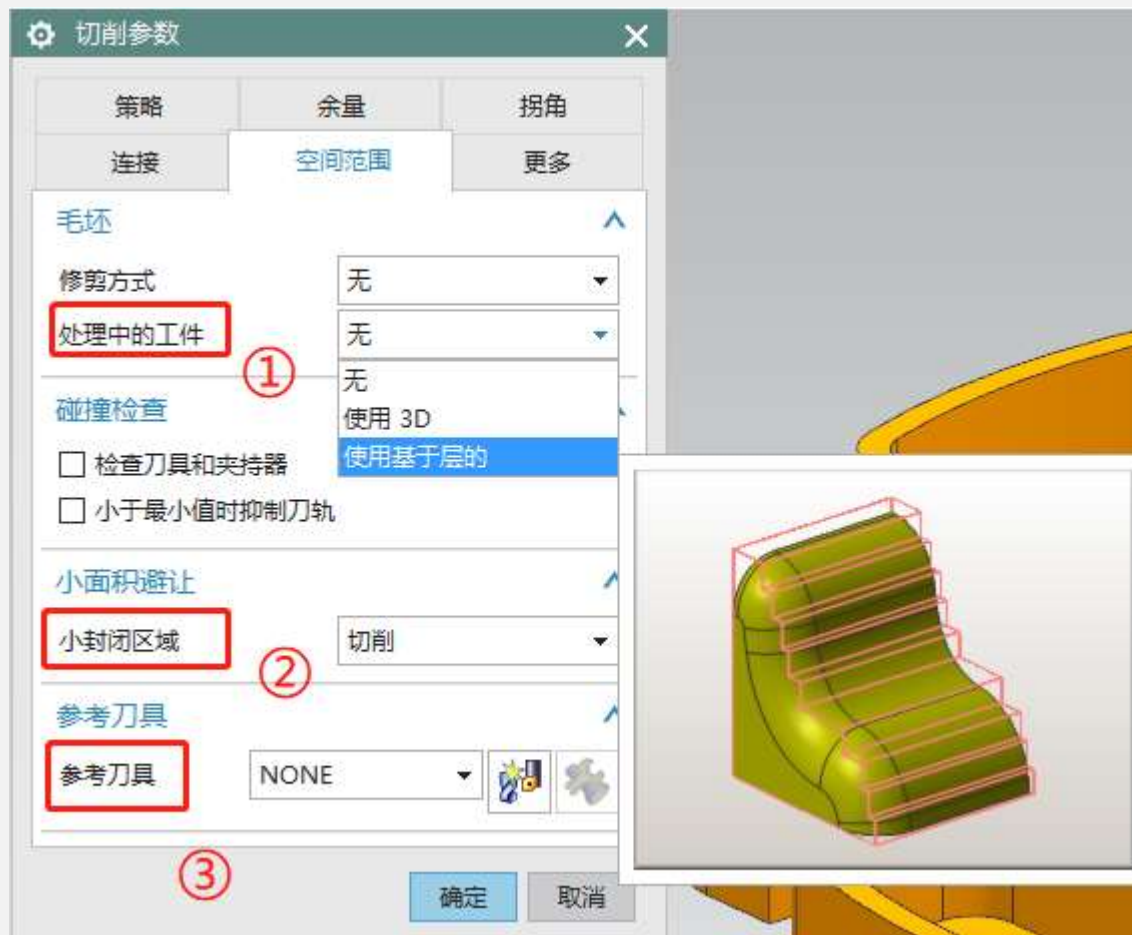 切削参数
策略 余量 拐角
连接 空间范围 更多
毛坯
修剪方式 无
处理中的工件 无
①
无
使用 3D
使用基于层的
碰撞检查
检查刀具和夹持器
小于最小值时抑制刀轨
小面积避让
小封闭区域 切削
②
参考刀具
参考刀具 NONE
③
确定 取消